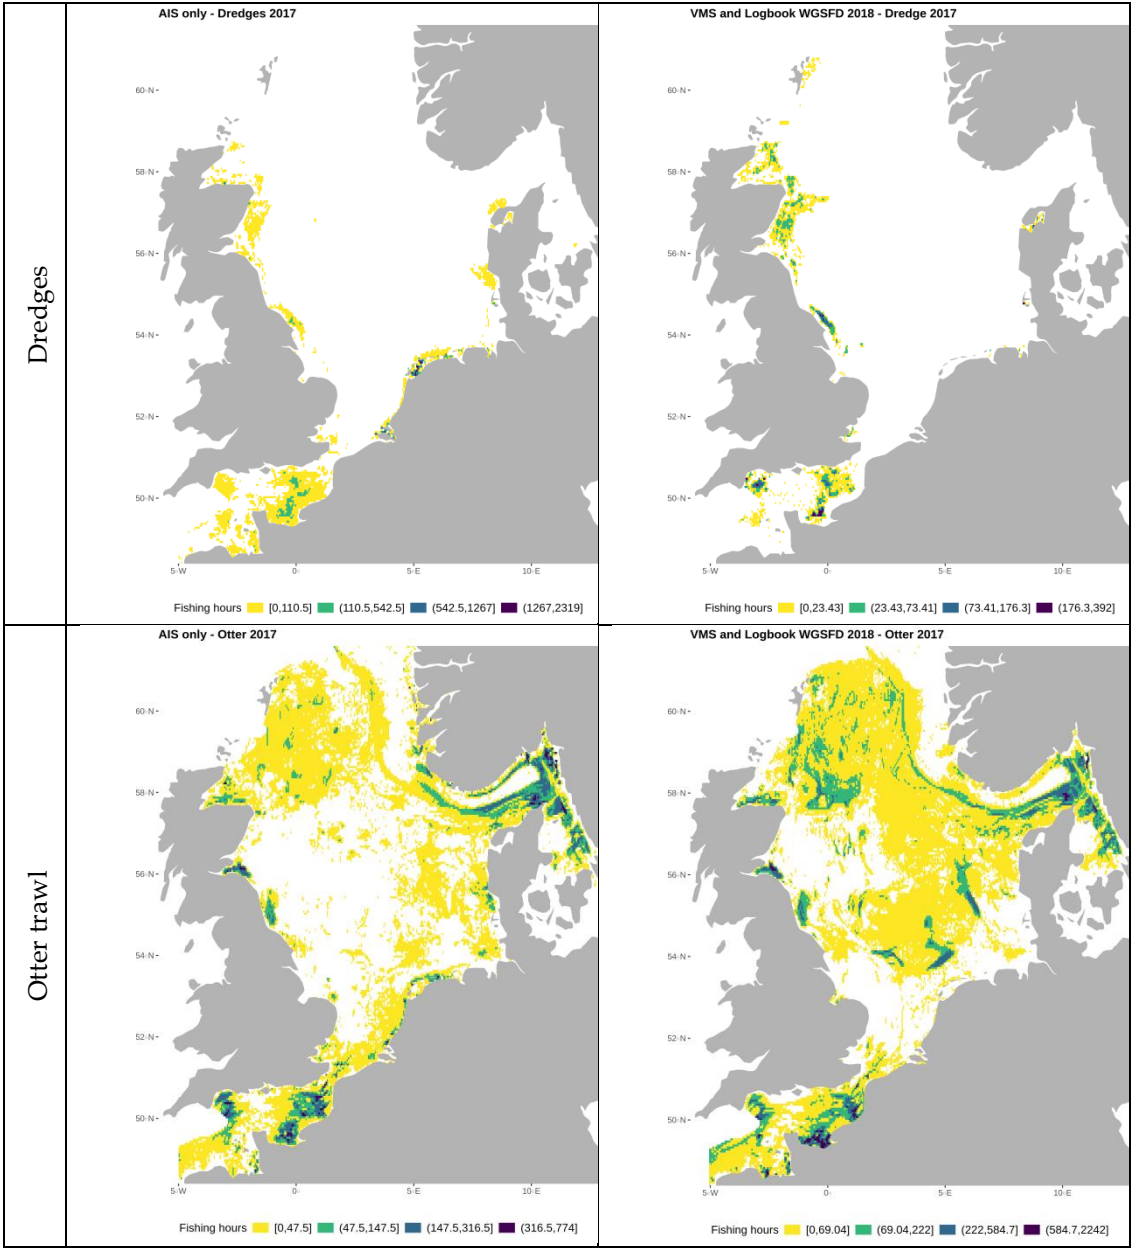 AIS only - Dredges 2017
VMS and Logbook WGSFD 2018 - Dredge 2017
Dredges
60◦N
58◦N
56◦N
54◦N
52◦N
50◦N
5◦W
0◦
5◦E
10◦E
Fishing hours [0,110.5] (110.5,542.5] (542.5,1267] (1267,2319]
60◦N
58◦N
56◦N
54◦N
52◦N
50◦N
5◦W
0◦
5◦E
10◦E
Fishing hours [0,23.43] (23.43,73.41] (73.41,176.3] (176.3,392]
AIS only - Otter 2017
VMS and Logbook WGSFD 2018 - Otter 2017
Otter trawl
60◦N
58◦N
56◦N
54◦N
52◦N
50◦N
5◦W
0◦
5◦E
10◦E
Fishing hours [0,47.5] (47.5,147.5] (147.5,316.5] (316.5,774]
60◦N
58◦N
56◦N
54◦N
52◦N
50◦N
5◦W
0◦
5◦E
10◦E
Fishing hours [0,69.04] (69.04,222] (222,584.7] (584.7,2242]